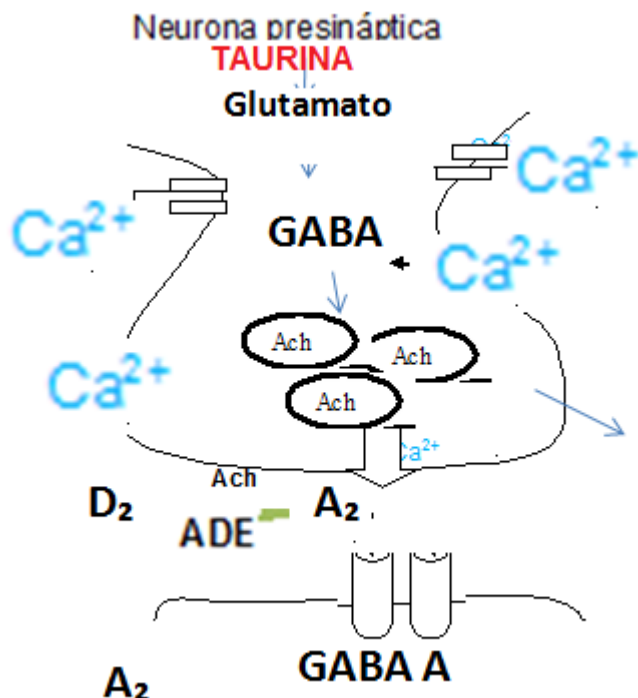 Neurona presináptica
TAURINA
Glutamato
Ca²⁺
Ca²⁺
GABA
Ca²⁺
Ach
Ach
Ca²⁺
Ach
Ca²⁺
Ach
D₂
A₂
ADE
GABA A
A₂